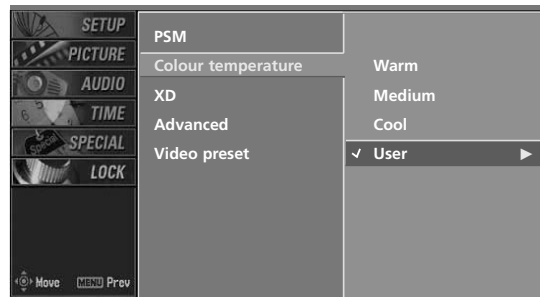 SETUP
PICTURE
AUDIO
TIME
SPECIAL
LOCK
Move MENU Prev
PSM
Colour temperature
XD
Advanced
Video preset
Warm
Medium
Cool
✓ User ▶